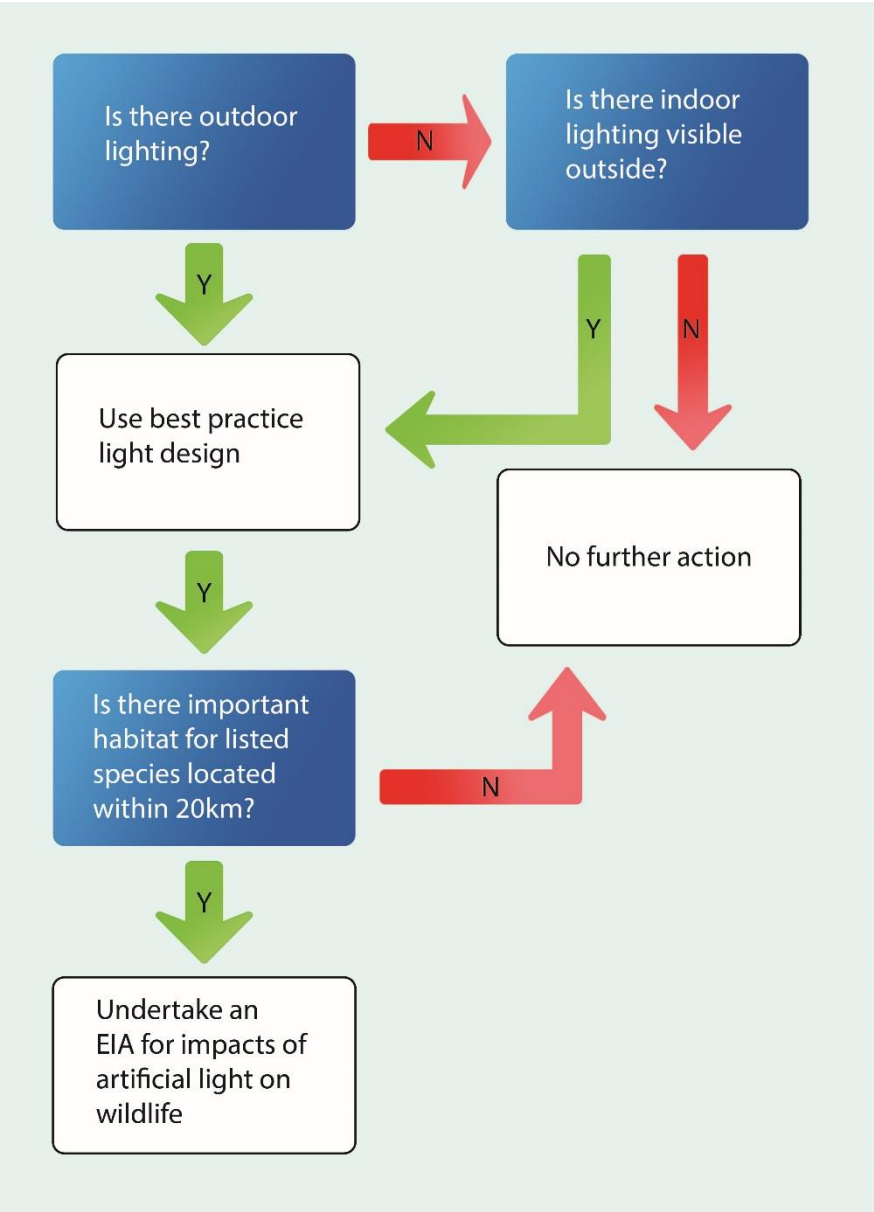 Is there outdoor
lighting?
N
Is there indoor
lighting visible
outside?
Y
Y
N
Use best practice
light design
No further action
Y
Is there important
habitat for listed
species located
within 20km?
N
Y
Undertake an
EIA for impacts of
artificial light on
wildlife